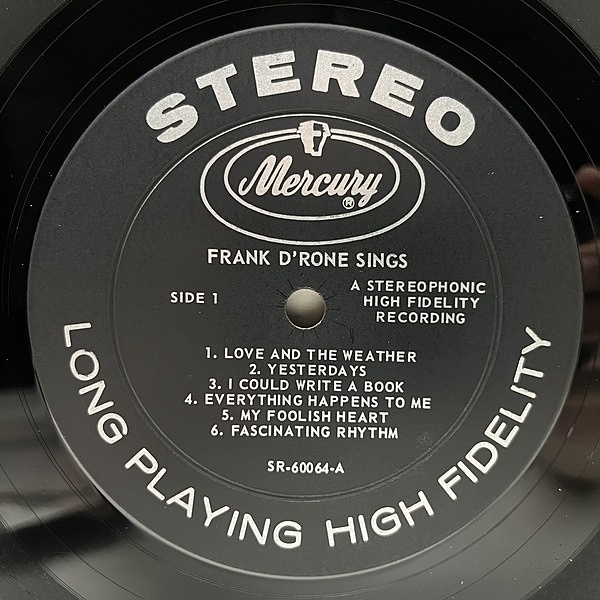 STEREO
Mercury®
FRANK D'RONE SINGS
SIDE 1
A STEREOPHONIC
HIGH FIDELITY
RECORDING
1. LOVE AND THE WEATHER
2. YESTERDAYS
3. I COULD WRITE A BOOK
4. EVERYTHING HAPPENS TO ME
5. MY FOOLISH HEART
6. FASCINATING RHYTHM
SR-60064-A
LONG PLAYING HIGH FIDELITY